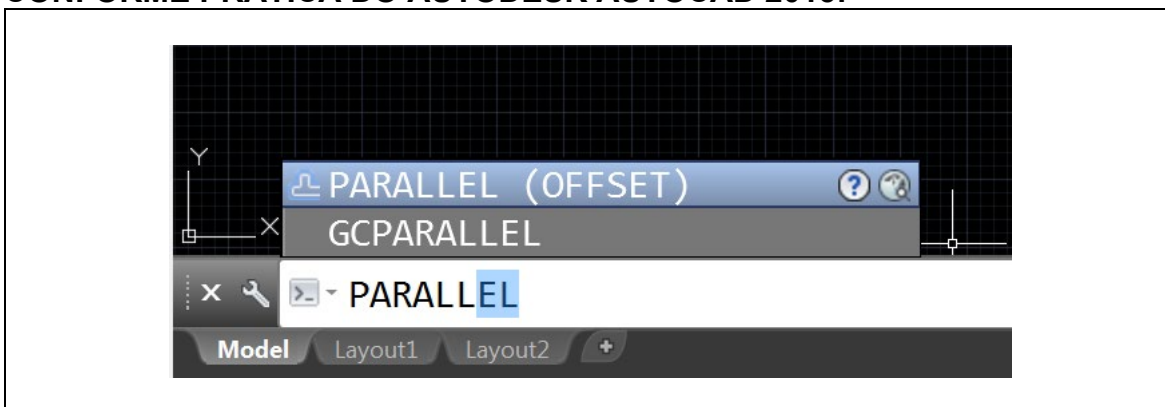 Y
PARALLEL (OFFSET)
X
GCPARALLEL
PARALLEL
Model Layout1 Layout2